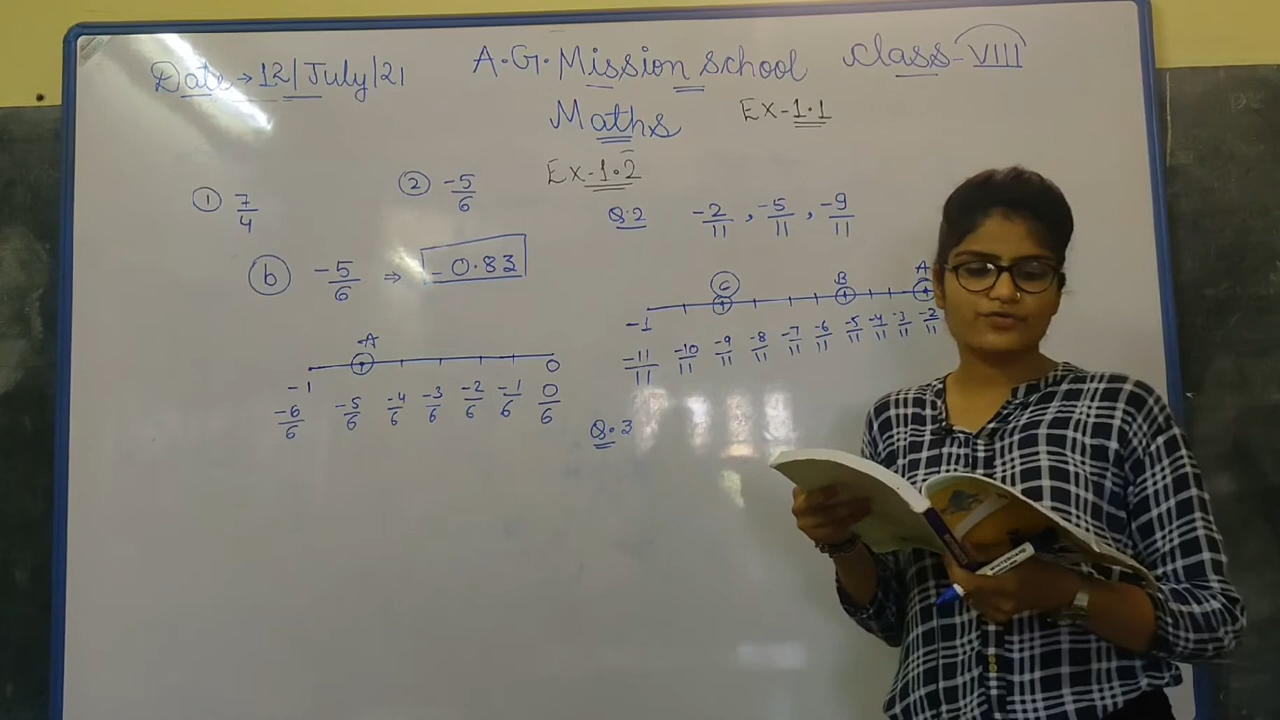 Date → 12/July/21
A.G. Mission school
Class-VIII
Maths
Ex-1.1
Ex-1.2
① 7/4
② -5/6
Q.2 -2/11, -5/11, -9/11
ⓑ -5/6 ⇒ -0.83
C B A
-1
-11/11 -10/11 -9/11 -8/11 -7/11 -6/11 -5/11 -4/11 -3/11 -2/11
A
-1 0
-6/6 -5/6 -4/6 -3/6 -2/6 -1/6 0/6
Q.3